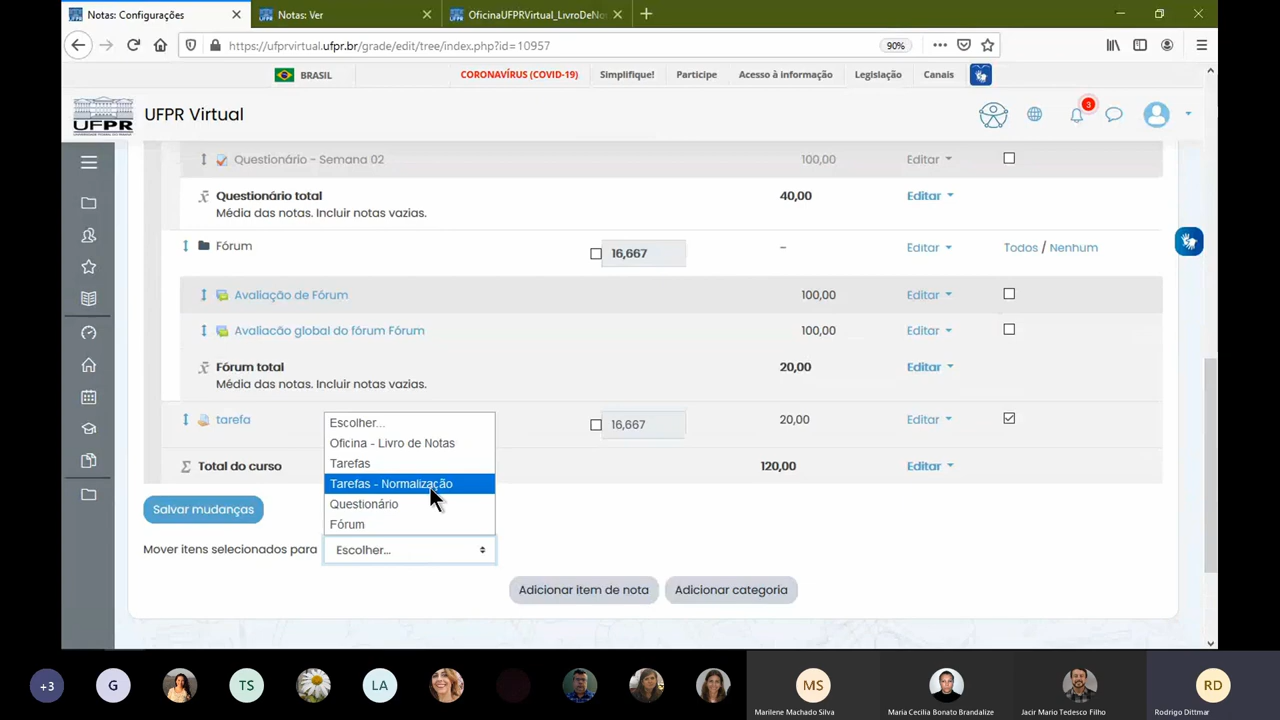 Notas: Configurações
Notas: Ver
OficinaUFPRVirtual_LivroDeNo
https://ufprvirtual.ufpr.br/grade/edit/tree/index.php?id=10957
90%
BRASIL
CORONAVÍRUS (COVID-19)
Simplifique!
Participe
Acesso à informação
Legislação
Canais
UFPR
UFPR Virtual
3
Questionário - Semana 02
100,00
Editar
Questionário total
40,00
Editar
Média das notas. Incluir notas vazias.
Fórum
16,667
–
Editar
Todos / Nenhum
Avaliação de Fórum
100,00
Editar
Avaliacão global do fórum Fórum
100,00
Editar
Fórum total
20,00
Editar
Média das notas. Incluir notas vazias.
tarefa
16,667
20,00
Editar
Escolher...
Oficina - Livro de Notas
Tarefas
Tarefas - Normalização
Questionário
Fórum
Total do curso
120,00
Editar
Salvar mudanças
Mover itens selecionados para
Escolher...
Adicionar item de nota
Adicionar categoria
+3
G
TS
LA
MS
RD
Marilene Machado Silva
Maria Cecilia Bonato Brandalize
Jacir Mario Tedesco Filho
Rodrigo Dittmar